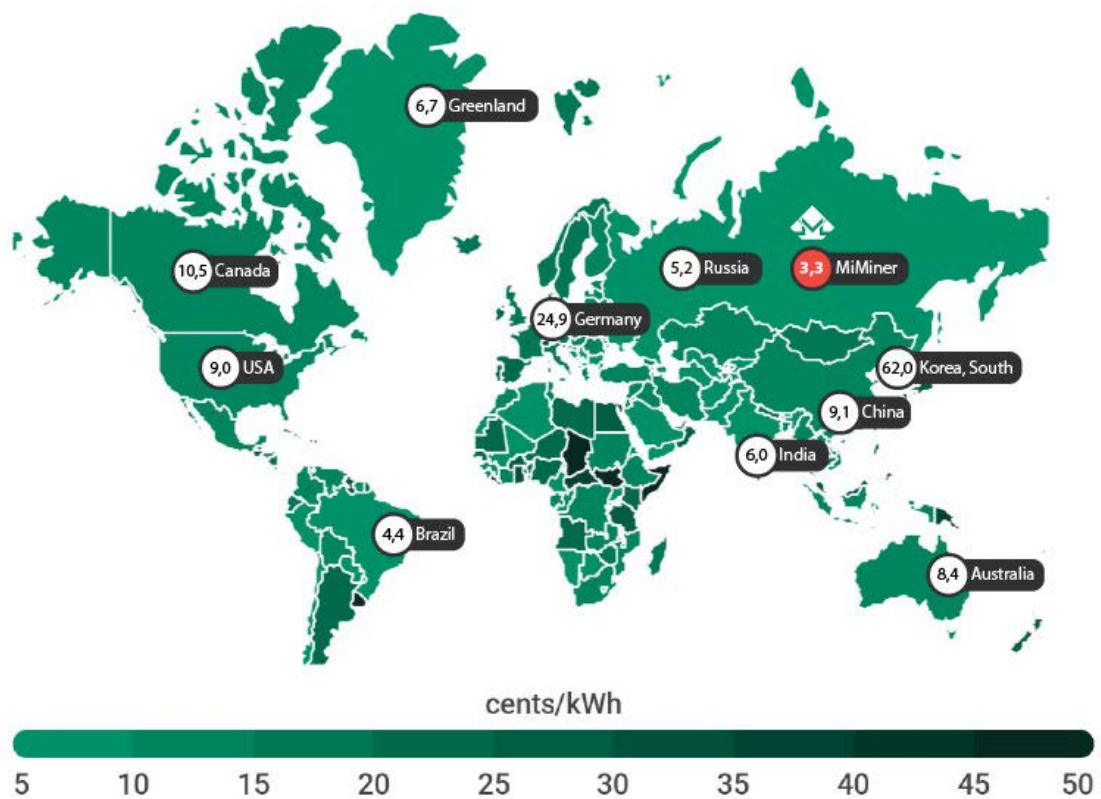 6,7 Greenland
10,5 Canada
5,2 Russia
3,3 MiMiner
24,9 Germany
9,0 USA
62,0 Korea, South
9,1 China
6,0 India
4,4 Brazil
8,4 Australia
cents/kWh
5 10 15 20 25 30 35 40 45 50